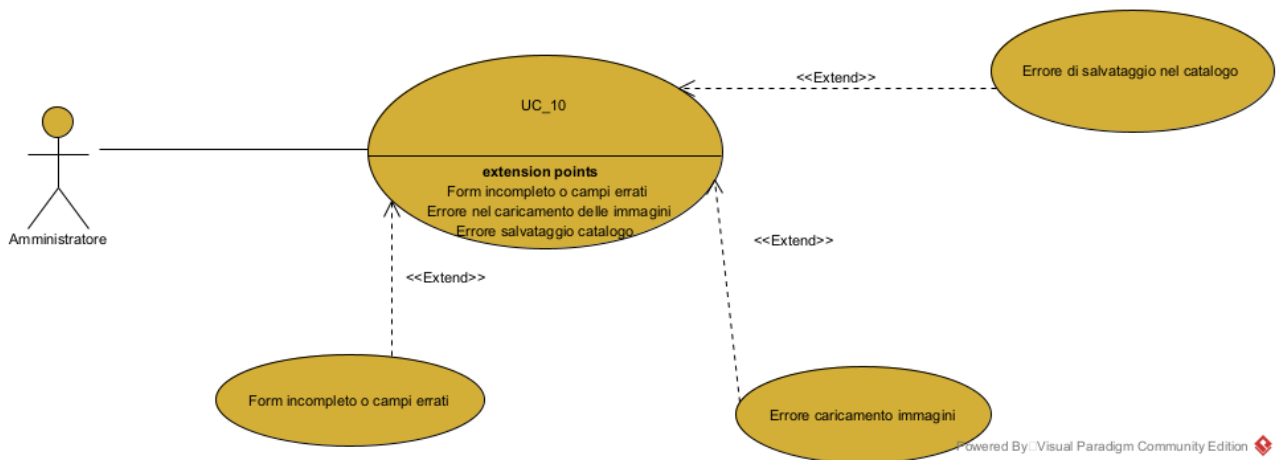 Errore di salvataggio nel catalogo
<<Extend>>
UC_10
extension points
Form incompleto o campi errati
Errore nel caricamento delle immagini
Errore salvataggio catalogo
Amministratore
<<Extend>>
<<Extend>>
Form incompleto o campi errati
Errore caricamento immagini
Powered By Visual Paradigm Community Edition